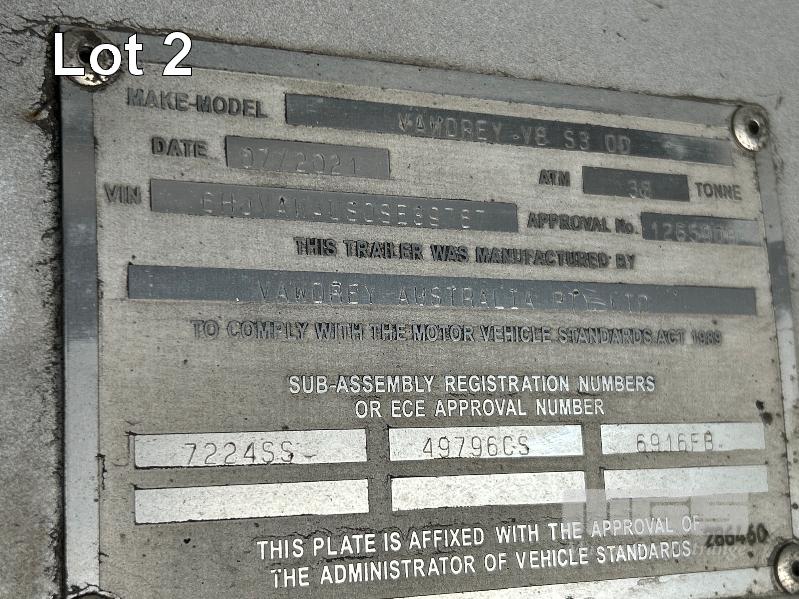 Lot 2
MAKE-MODEL VAWDREY VB S3 OD
DATE 07/2021 ATM 36 TONNE
VIN APPROVAL No.
THIS TRAILER WAS MANUFACTURED BY
VAWDREY AUSTRALIA PTY LTD
TO COMPLY WITH THE MOTOR VEHICLE STANDARDS ACT 1989
SUB-ASSEMBLY REGISTRATION NUMBERS
OR ECE APPROVAL NUMBER
7224SS 49796CS 6916FB
THIS PLATE IS AFFIXED WITH THE APPROVAL OF
THE ADMINISTRATOR OF VEHICLE STANDARDS
286460